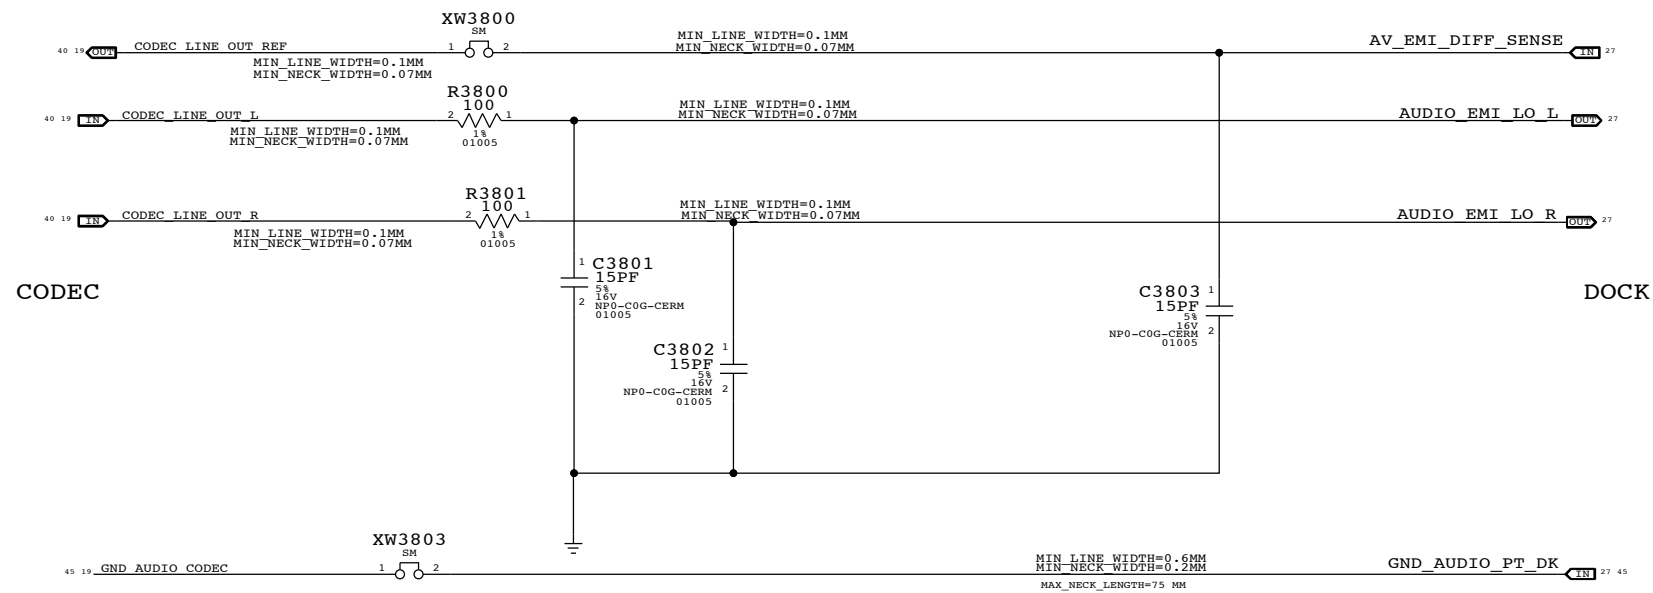 XW3800
SM
40 19 OUT CODEC_LINE_OUT_REF 1 2 MIN_LINE_WIDTH=0.1MM AV_EMI_DIFF_SENSE IN 27
MIN_NECK_WIDTH=0.07MM
MIN_LINE_WIDTH=0.1MM
MIN_NECK_WIDTH=0.07MM
R3800
100
40 19 IN CODEC_LINE_OUT_L 2 1 MIN_LINE_WIDTH=0.1MM AUDIO_EMI_LO_L OUT 27
MIN_NECK_WIDTH=0.07MM
MIN_LINE_WIDTH=0.1MM
MIN_NECK_WIDTH=0.07MM
1%
01005
R3801
100
40 19 IN CODEC_LINE_OUT_R 2 1 MIN_LINE_WIDTH=0.1MM AUDIO_EMI_LO_R OUT 27
MIN_NECK_WIDTH=0.07MM
MIN_LINE_WIDTH=0.1MM
MIN_NECK_WIDTH=0.07MM
1%
01005
CODEC
1 C3801
15PF
5%
16V
2 NP0-C0G-CERM
01005
C3802 1
15PF
5%
16V
NP0-C0G-CERM 2
01005
C3803 1
15PF
5%
16V
NP0-C0G-CERM 2
01005
DOCK
XW3803
SM
45 19 GND_AUDIO_CODEC 1 2 MIN_LINE_WIDTH=0.6MM GND_AUDIO_PT_DK IN 27 45
MIN_NECK_WIDTH=0.2MM
MAX_NECK_LENGTH=75 MM